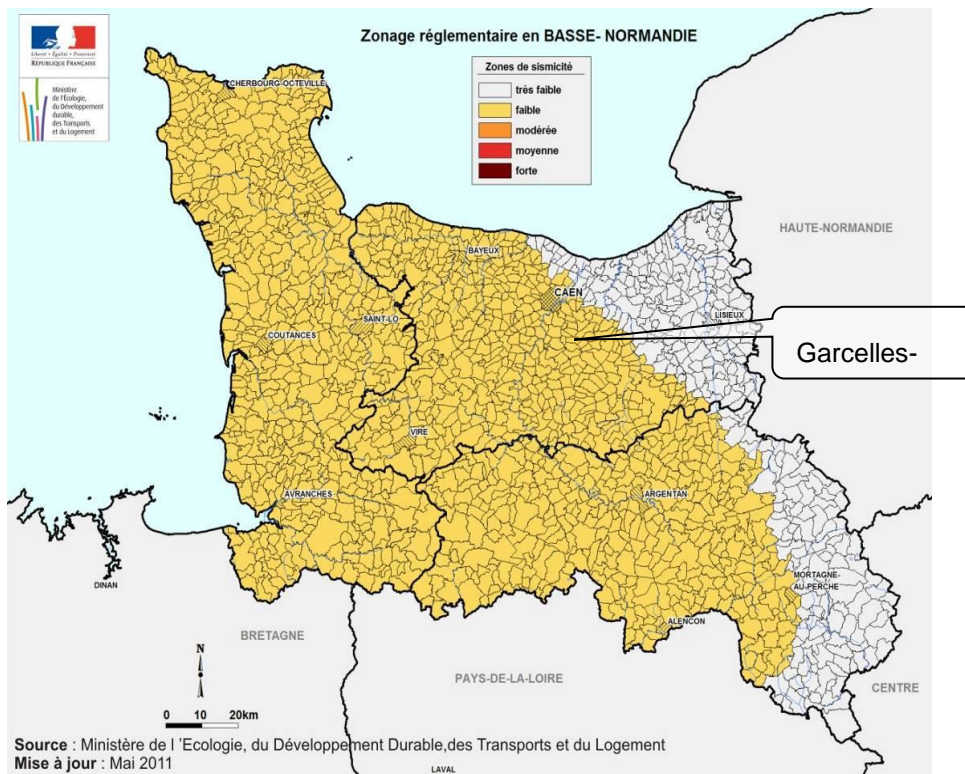 Liberté • Égalité • Fraternité
RÉPUBLIQUE FRANÇAISE
Ministère
de l'Écologie,
du Développement
durable,
des Transports
et du Logement
Zonage réglementaire en BASSE- NORMANDIE
Zones de sismicité
très faible
faible
modérée
moyenne
forte
CHERBOURG-OCTEVILLE
HAUTE-NORMANDIE
BAYEUX
CAEN
SAINT-LO
LISIEUX
COUTANCES
Garcelles-
VIRE
AVRANCHES
ARGENTAN
DINAN
MORTAGNE-
AU-PERCHE
ALENCON
BRETAGNE
N
PAYS-DE-LA-LOIRE
CENTRE
0 10 20km
Source : Ministère de l 'Ecologie, du Développement Durable,des Transports et du Logement
Mise à jour : Mai 2011
LAVAL